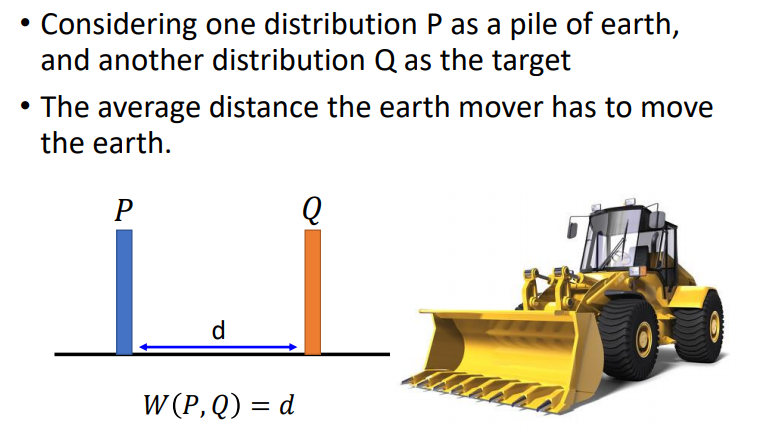 • Considering one distribution P as a pile of earth,
and another distribution Q as the target
• The average distance the earth mover has to move
the earth.
P Q
d
W(P, Q) = d